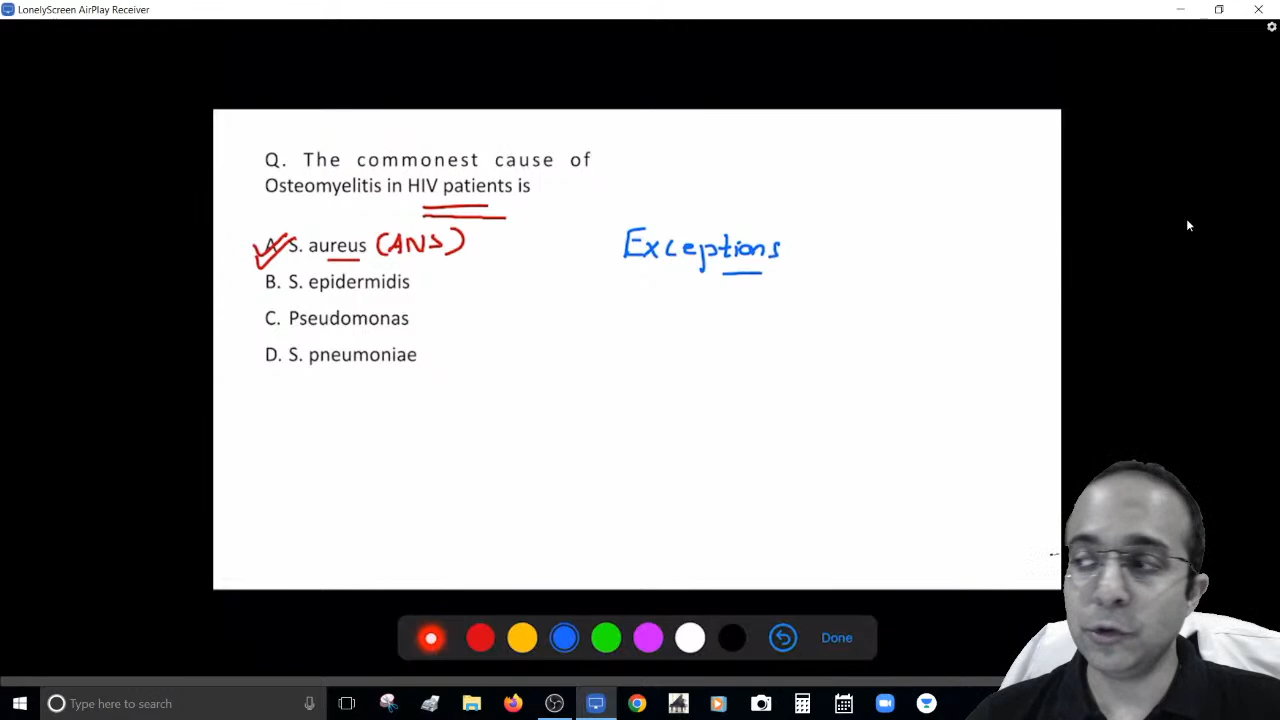 LonelyScreen AirPlay Receiver
Q. The commonest cause of
Osteomyelitis in HIV patients is
A. S. aureus (ANS)
Exceptions
B. S. epidermidis
C. Pseudomonas
D. S. pneumoniae
Done
Type here to search